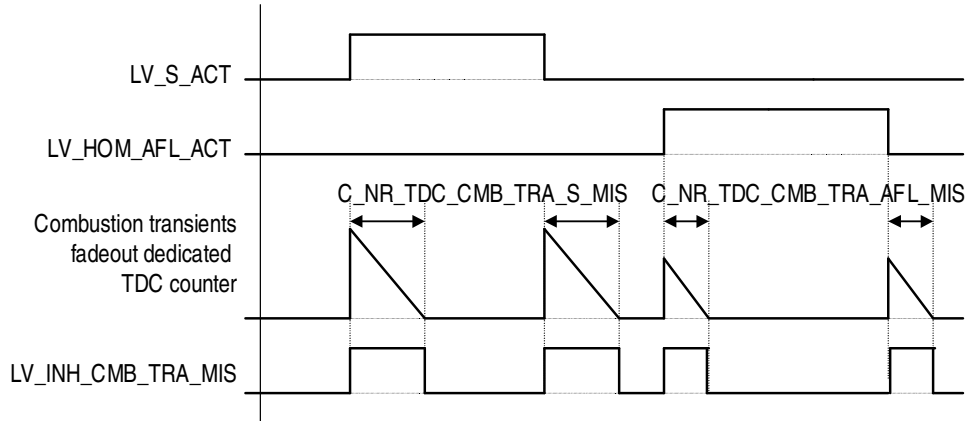 LV_S_ACT
LV_HOM_AFL_ACT
C_NR_TDC_CMB_TRA_S_MIS
C_NR_TDC_CMB_TRA_AFL_MIS
Combustion transients
fadeout dedicated
TDC counter
LV_INH_CMB_TRA_MIS